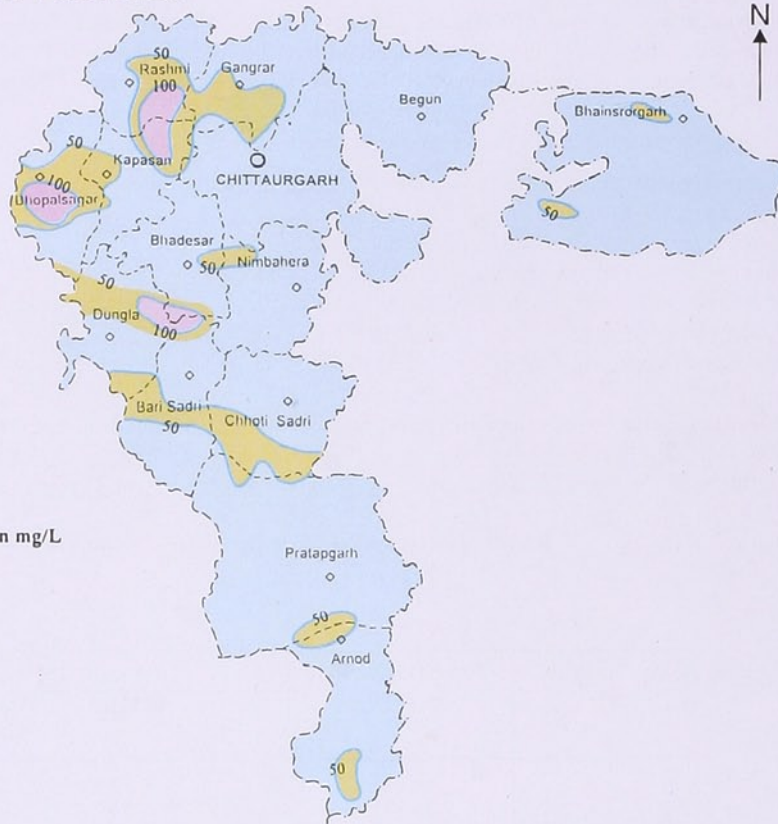 N
50
Rashmi
Gangrar
100
Begun
Bhainsrorgarh
50
Kapasan
100
Bhopalsagar
CHITTAURGARH
50
Bhadesar
50
Nimbahera
50
Dungla
100
Bari Sadri
Chhoti Sadri
50
n mg/L
Pratapgarh
50
Arnod
50